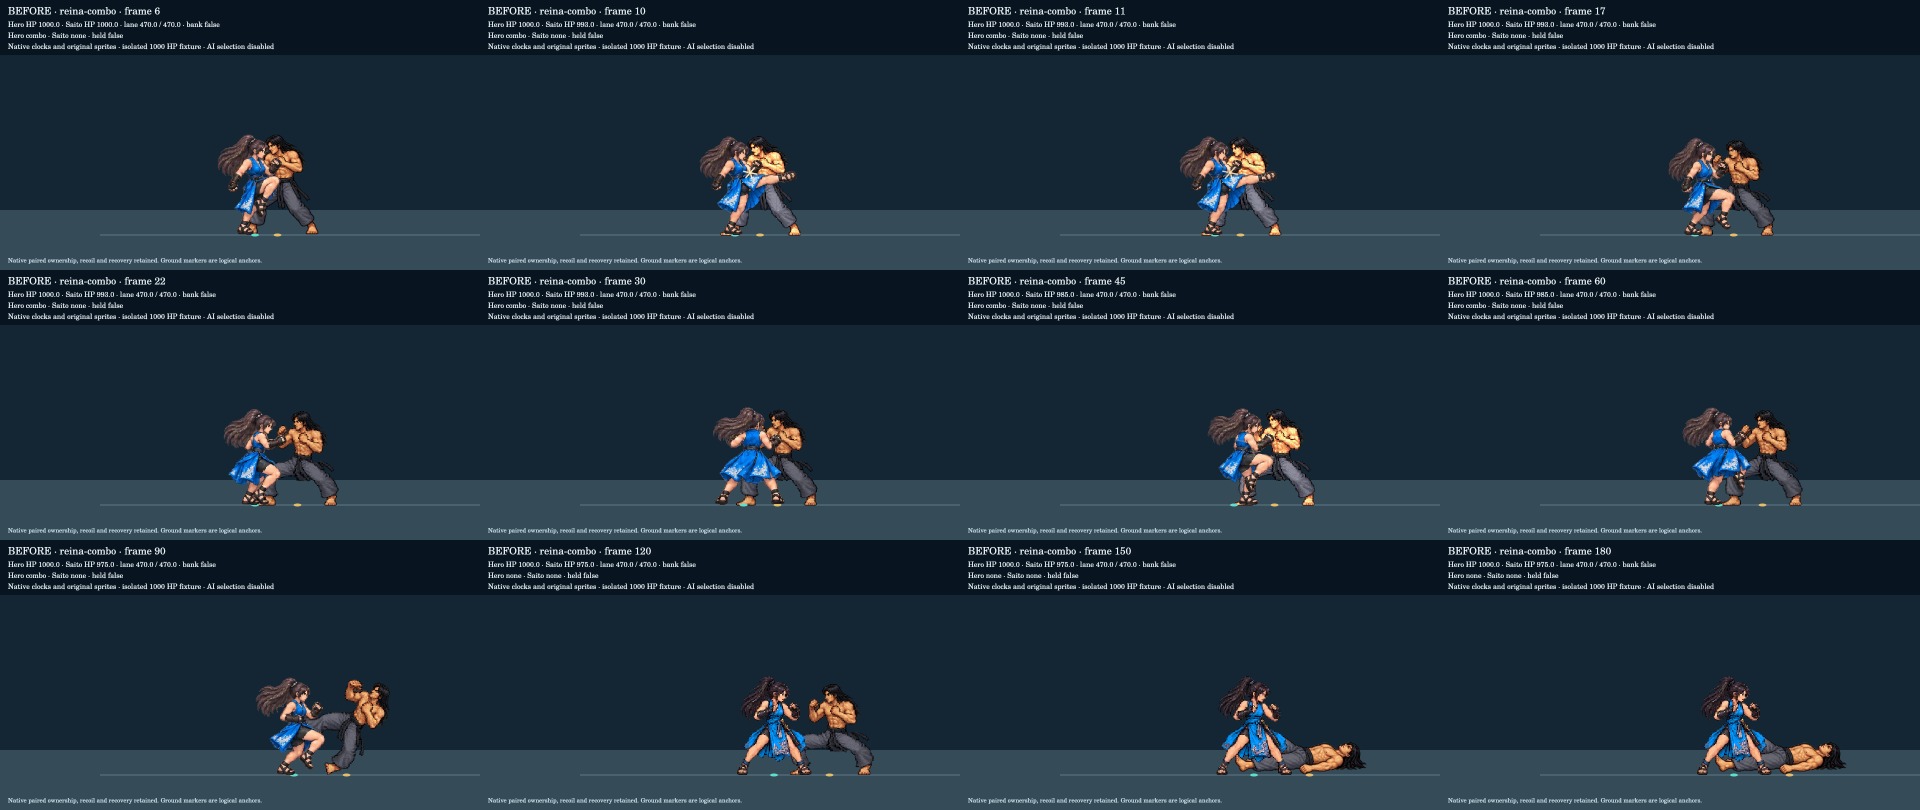 BEFORE · reina-combo · frame 6
Hero HP 1000.0 · Saito HP 1000.0 · lane 470.0 / 470.0 · bank false
Hero combo · Saito none · held false
Native clocks and original sprites · isolated 1000 HP fixture · AI selection disabled
Native paired ownership, recoil and recovery retained. Ground markers are logical anchors.
BEFORE · reina-combo · frame 10
Hero HP 1000.0 · Saito HP 993.0 · lane 470.0 / 470.0 · bank false
Hero combo · Saito none · held false
Native clocks and original sprites · isolated 1000 HP fixture · AI selection disabled
Native paired ownership, recoil and recovery retained. Ground markers are logical anchors.
BEFORE · reina-combo · frame 11
Hero HP 1000.0 · Saito HP 993.0 · lane 470.0 / 470.0 · bank false
Hero combo · Saito none · held false
Native clocks and original sprites · isolated 1000 HP fixture · AI selection disabled
Native paired ownership, recoil and recovery retained. Ground markers are logical anchors.
BEFORE · reina-combo · frame 17
Hero HP 1000.0 · Saito HP 993.0 · lane 470.0 / 470.0 · bank false
Hero combo · Saito none · held false
Native clocks and original sprites · isolated 1000 HP fixture · AI selection disabled
Native paired ownership, recoil and recovery retained. Ground markers are logical anchors.
BEFORE · reina-combo · frame 22
Hero HP 1000.0 · Saito HP 993.0 · lane 470.0 / 470.0 · bank false
Hero combo · Saito none · held false
Native clocks and original sprites · isolated 1000 HP fixture · AI selection disabled
Native paired ownership, recoil and recovery retained. Ground markers are logical anchors.
BEFORE · reina-combo · frame 30
Hero HP 1000.0 · Saito HP 993.0 · lane 470.0 / 470.0 · bank false
Hero combo · Saito none · held false
Native clocks and original sprites · isolated 1000 HP fixture · AI selection disabled
Native paired ownership, recoil and recovery retained. Ground markers are logical anchors.
BEFORE · reina-combo · frame 45
Hero HP 1000.0 · Saito HP 985.0 · lane 470.0 / 470.0 · bank false
Hero combo · Saito none · held false
Native clocks and original sprites · isolated 1000 HP fixture · AI selection disabled
Native paired ownership, recoil and recovery retained. Ground markers are logical anchors.
BEFORE · reina-combo · frame 60
Hero HP 1000.0 · Saito HP 985.0 · lane 470.0 / 470.0 · bank false
Hero combo · Saito none · held false
Native clocks and original sprites · isolated 1000 HP fixture · AI selection disabled
Native paired ownership, recoil and recovery retained. Ground markers are logical anchors.
BEFORE · reina-combo · frame 90
Hero HP 1000.0 · Saito HP 975.0 · lane 470.0 / 470.0 · bank false
Hero combo · Saito none · held false
Native clocks and original sprites · isolated 1000 HP fixture · AI selection disabled
Native paired ownership, recoil and recovery retained. Ground markers are logical anchors.
BEFORE · reina-combo · frame 120
Hero HP 1000.0 · Saito HP 975.0 · lane 470.0 / 470.0 · bank false
Hero none · Saito none · held false
Native clocks and original sprites · isolated 1000 HP fixture · AI selection disabled
Native paired ownership, recoil and recovery retained. Ground markers are logical anchors.
BEFORE · reina-combo · frame 150
Hero HP 1000.0 · Saito HP 975.0 · lane 470.0 / 470.0 · bank false
Hero none · Saito none · held false
Native clocks and original sprites · isolated 1000 HP fixture · AI selection disabled
Native paired ownership, recoil and recovery retained. Ground markers are logical anchors.
BEFORE · reina-combo · frame 180
Hero HP 1000.0 · Saito HP 975.0 · lane 470.0 / 470.0 · bank false
Hero none · Saito none · held false
Native clocks and original sprites · isolated 1000 HP fixture · AI selection disabled
Native paired ownership, recoil and recovery retained. Ground markers are logical anchors.